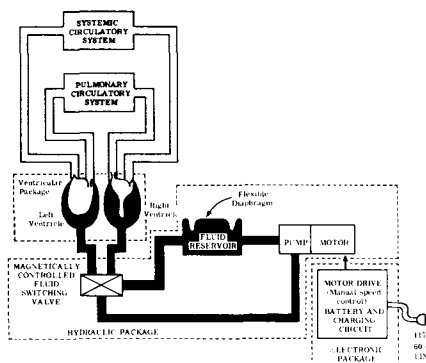 SYSTEMIC
CIRCULATORY
SYSTEM
PULMONARY
CIRCULATORY
SYSTEM
Ventricular
Package
Left
Ventricle
Right
Ventricle
Flexible
Diaphragm
FLUID
RESERVOIR
PUMP
MOTOR
MAGNETICALLY
CONTROLLED
FLUID
SWITCHING
VALVE
HYDRAULIC PACKAGE
MOTOR DRIVE
(Manual speed
control)
BATTERY AND
CHARGING
CIRCUIT
ELECTRONIC
PACKAGE
117
60
LIN